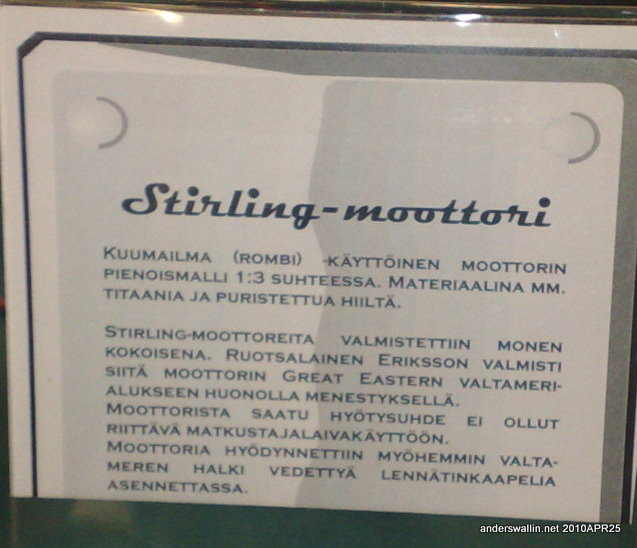 Stirling-moottori
KUUMAILMA (ROMBI) -KÄYTTÖINEN MOOTTORIN
PIENOISMALLI 1:3 SUHTEESSA. MATERIAALINA MM.
TITAANIA JA PURISTETTUA HIILTÄ.
STIRLING-MOOTTOREITA VALMISTETTIIN MONEN
KOKOISENA. RUOTSALAINEN ERIKSSON VALMISTI
SIITÄ MOOTTORIN GREAT EASTERN VALTAMERI-
ALUKSEEN HUONOLLA MENESTYKSELLÄ.
MOOTTORISTA SAATU HYÖTYSUHDE EI OLLUT
RIITTÄVÄ MATKUSTAJALAIVAKÄYTTÖÖN.
MOOTTORIA HYÖDYNNETTIIN MYÖHEMMIN VALTA-
MEREN HALKI VEDETTYÄ LENNÄTINKAAPELIA
ASENNETTASSA.
anderswallin.net 2010APR25